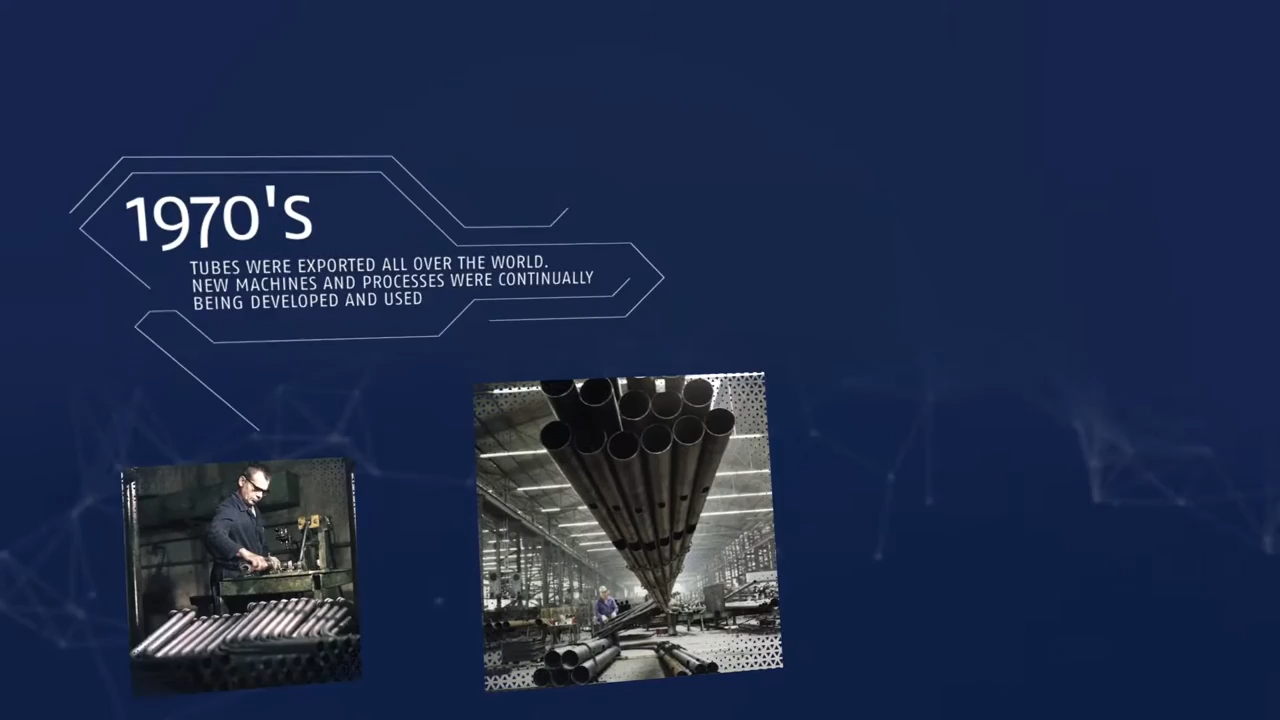 1970's
TUBES WERE EXPORTED ALL OVER THE WORLD.
NEW MACHINES AND PROCESSES WERE CONTINUALLY
BEING DEVELOPED AND USED